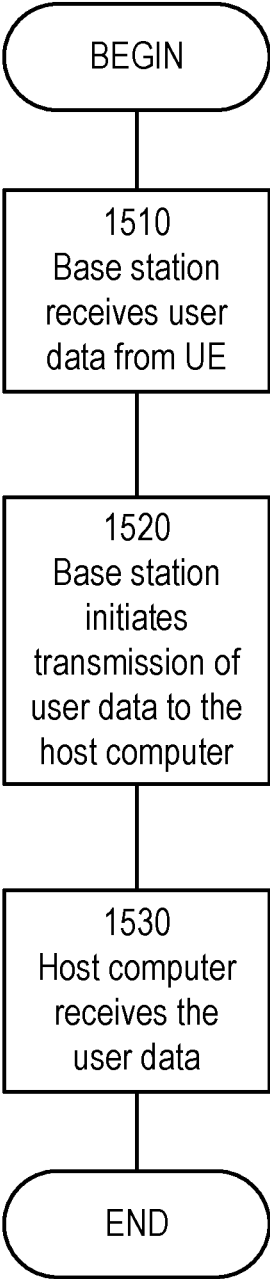 BEGIN
1510
Base station
receives user
data from UE
1520
Base station
initiates
transmission of
user data to the
host computer
1530
Host computer
receives the
user data
END